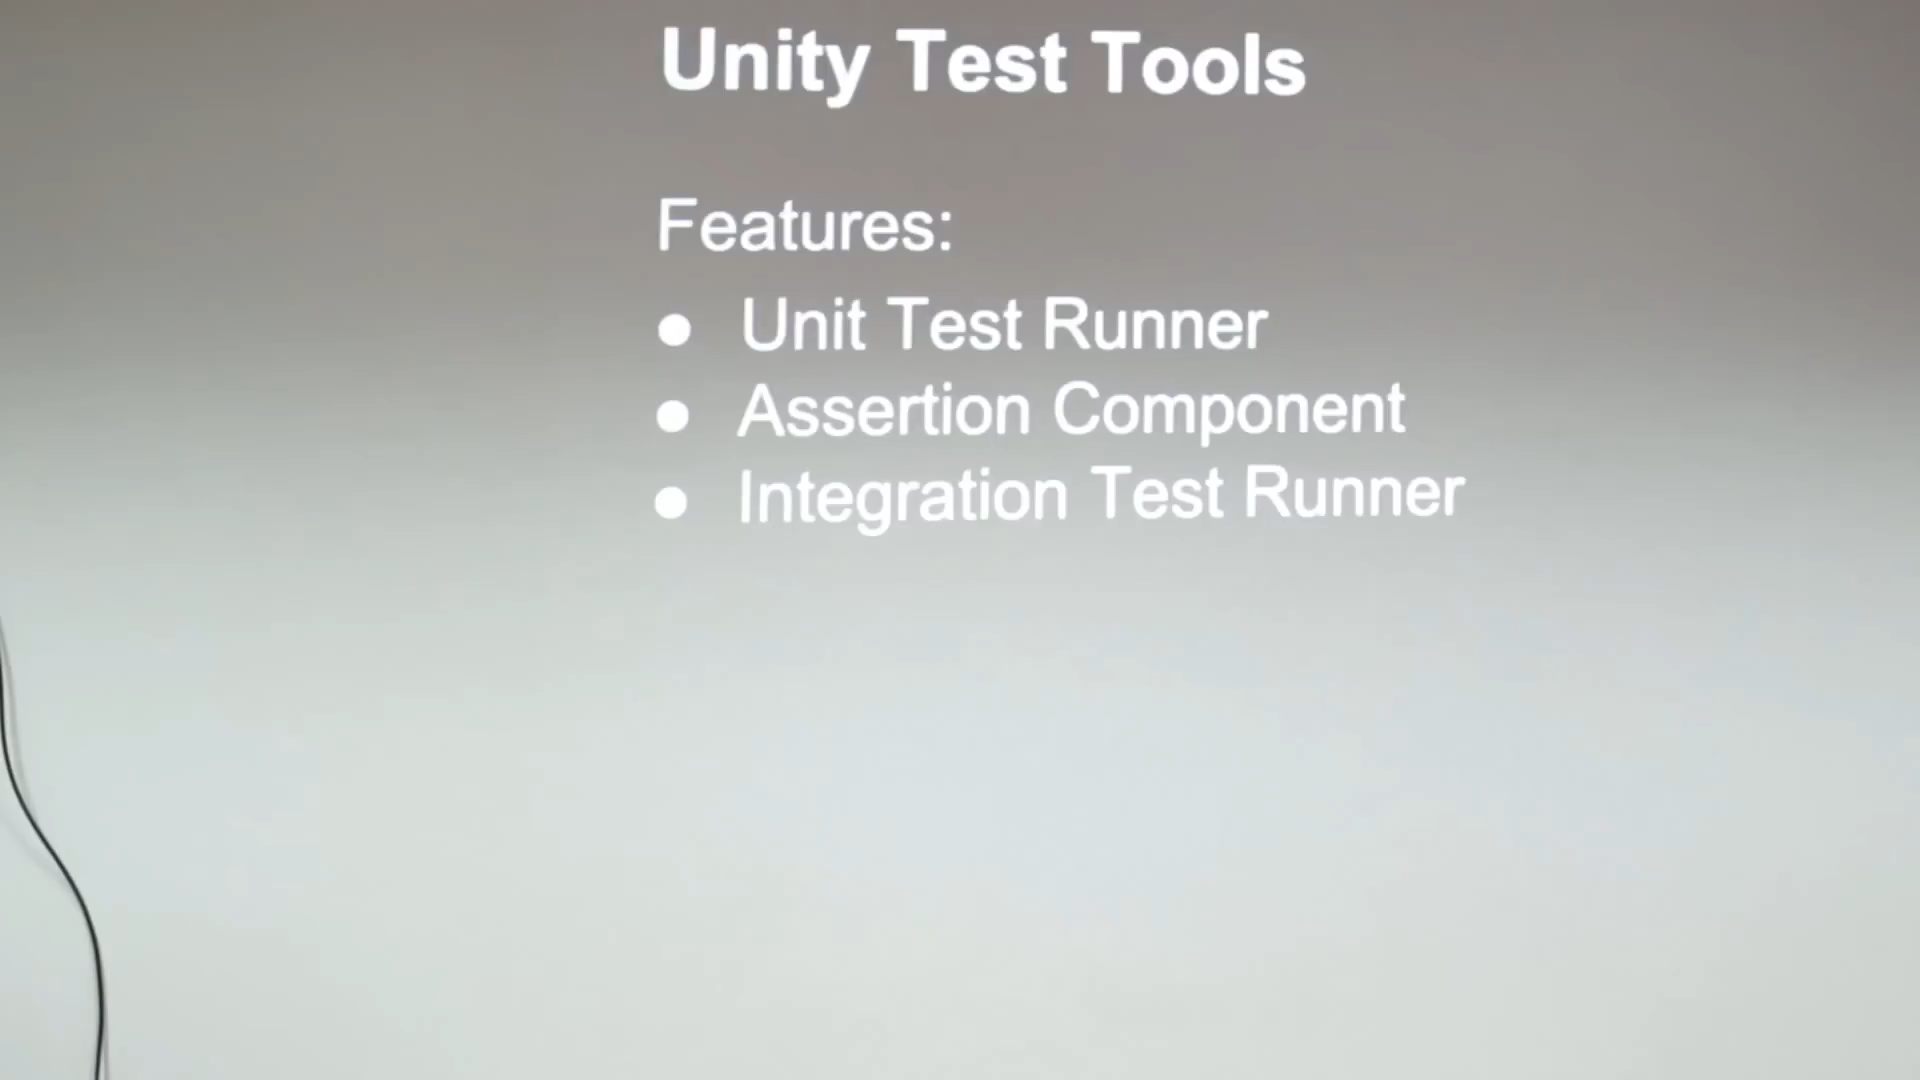 Unity Test Tools
Features:
● Unit Test Runner
● Assertion Component
● Integration Test Runner